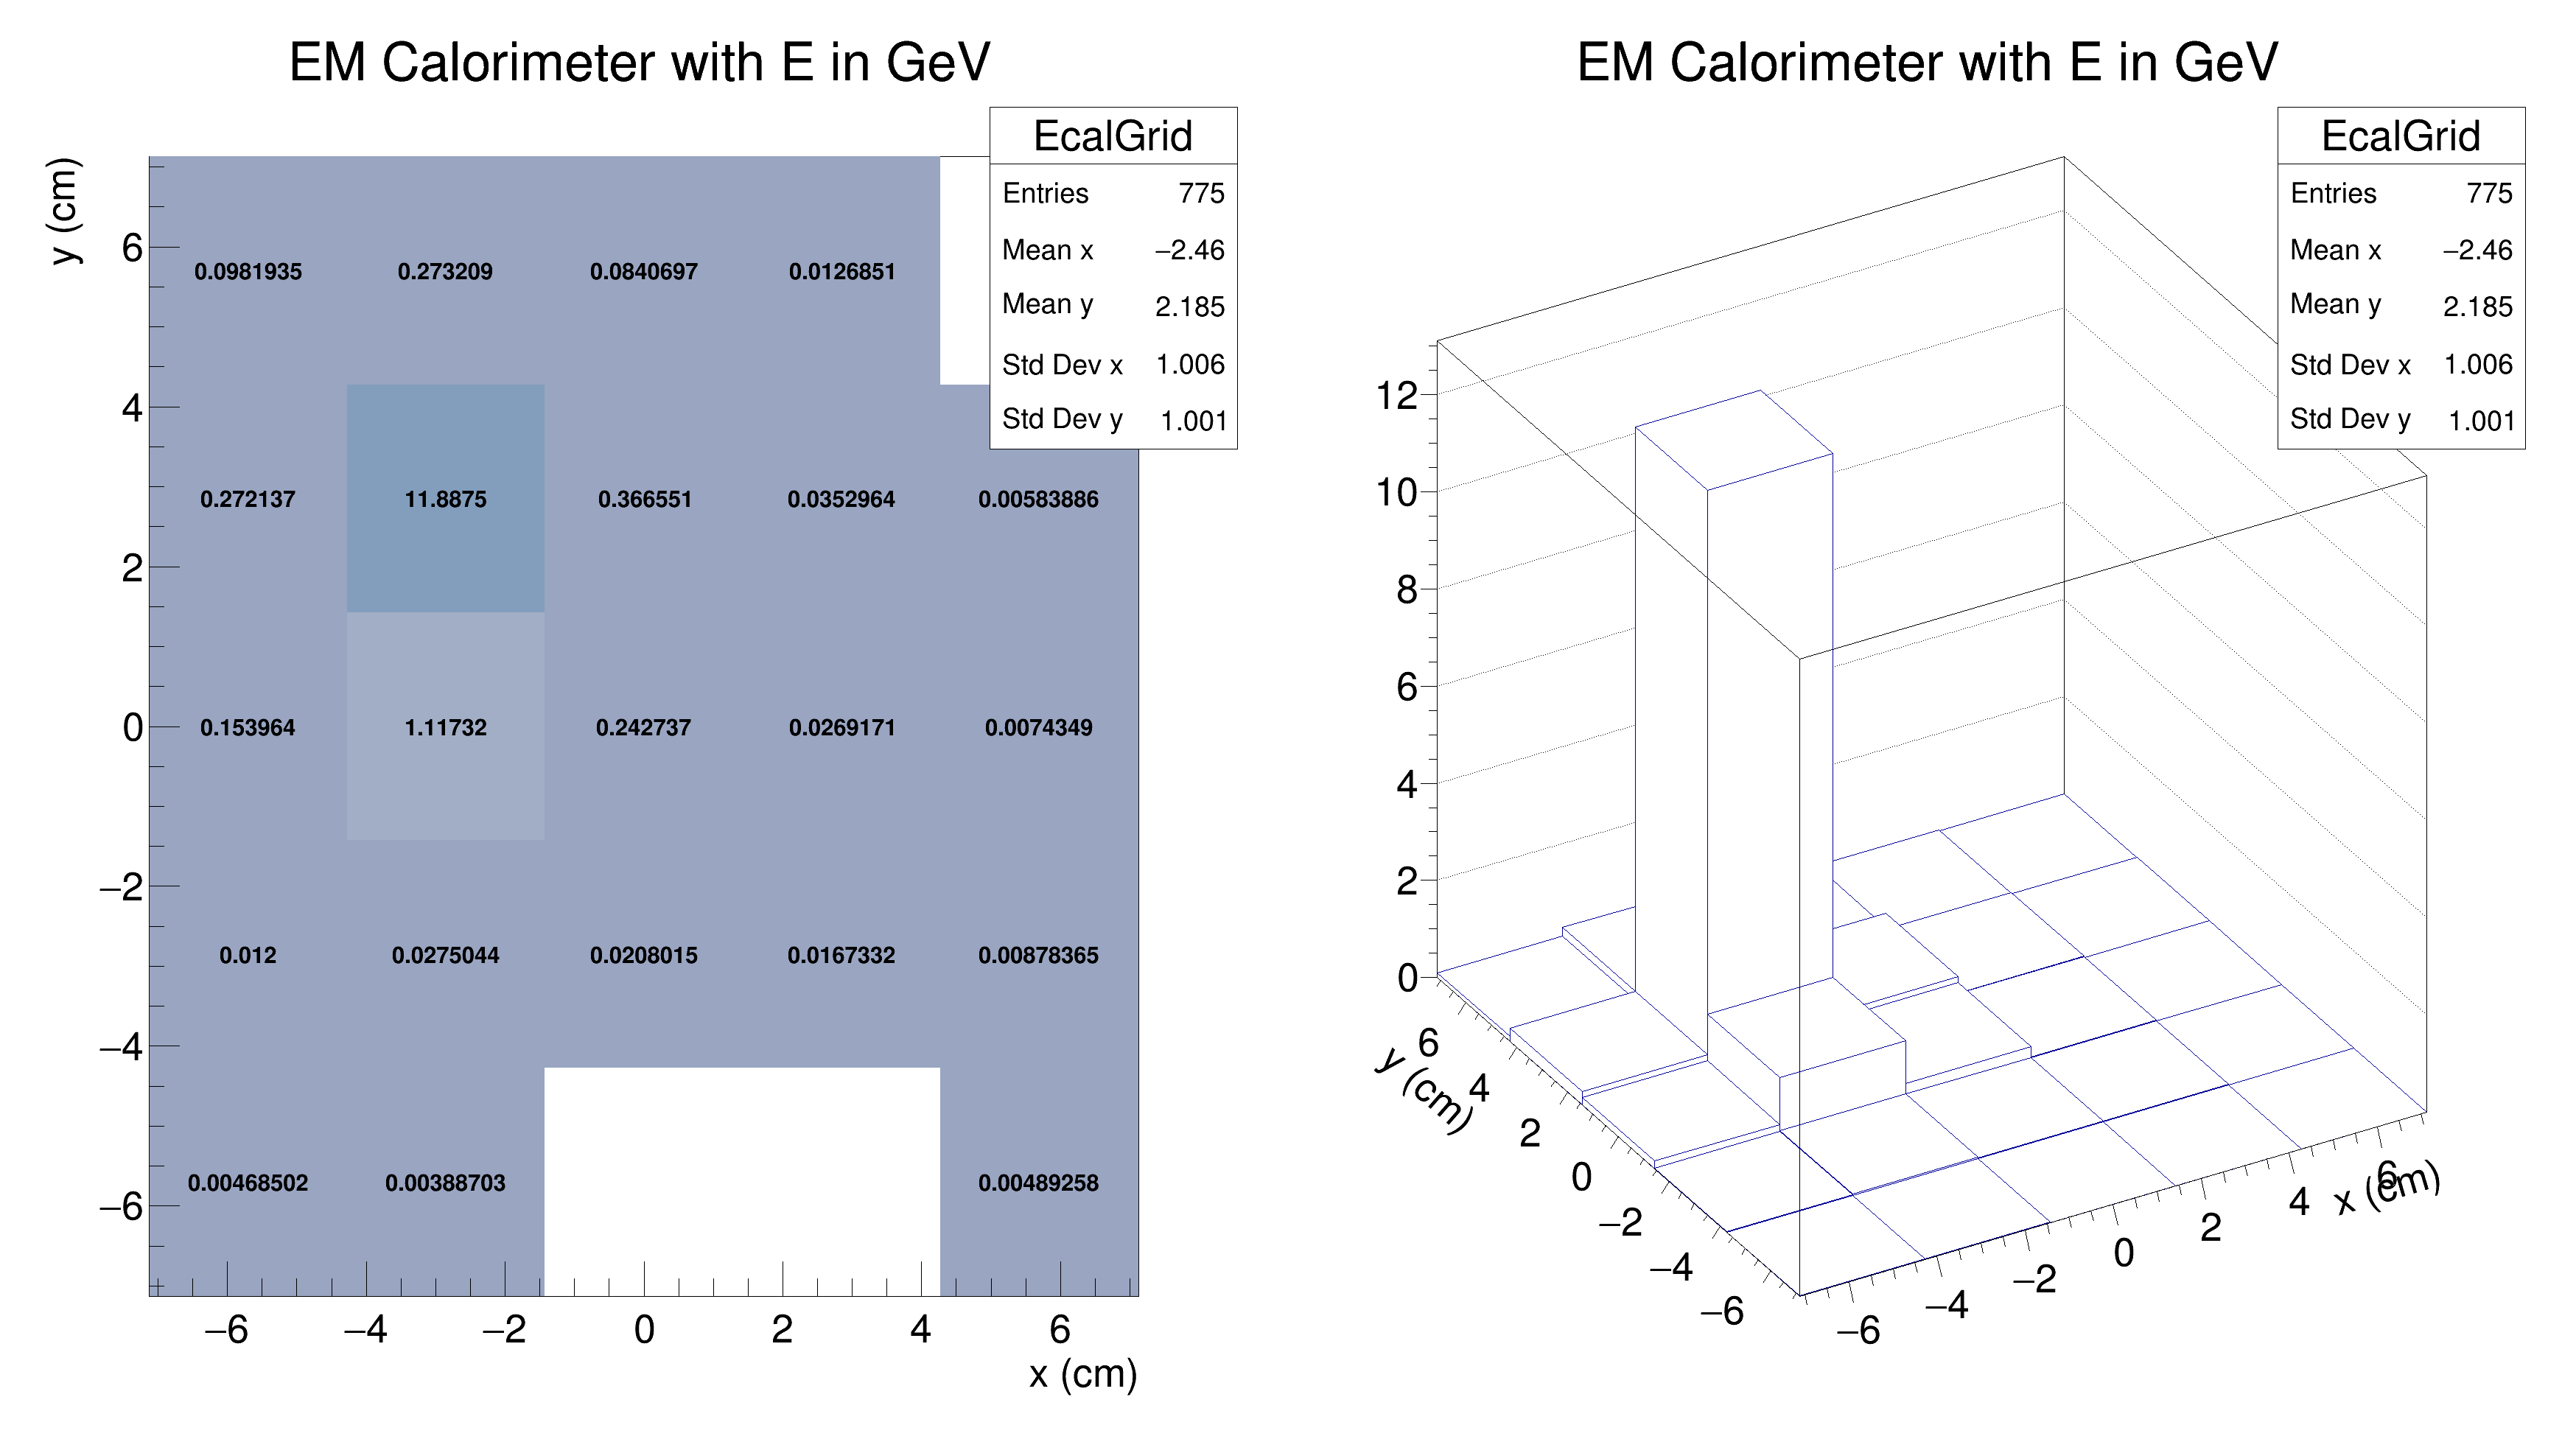 EM Calorimeter with E in GeV
EcalGrid
Entries 775
Mean x −2.46
Mean y 2.185
Std Dev x 1.006
Std Dev y 1.001
y (cm)
6
4
2
0
−2
−4
−6
0.0981935 0.273209 0.0840697 0.0126851
0.272137 11.8875 0.366551 0.0352964 0.00583886
0.153964 1.11732 0.242737 0.0269171 0.0074349
0.012 0.0275044 0.0208015 0.0167332 0.00878365
0.00468502 0.00388703 0.00489258
−6 −4 −2 0 2 4 6
x (cm)
EM Calorimeter with E in GeV
EcalGrid
Entries 775
Mean x −2.46
Mean y 2.185
Std Dev x 1.006
Std Dev y 1.001
12
10
8
6
4
2
0
6
4
2
0
−2
−4
−6
y (cm)
−6
−4
−2
0
2
4
6
x (cm)